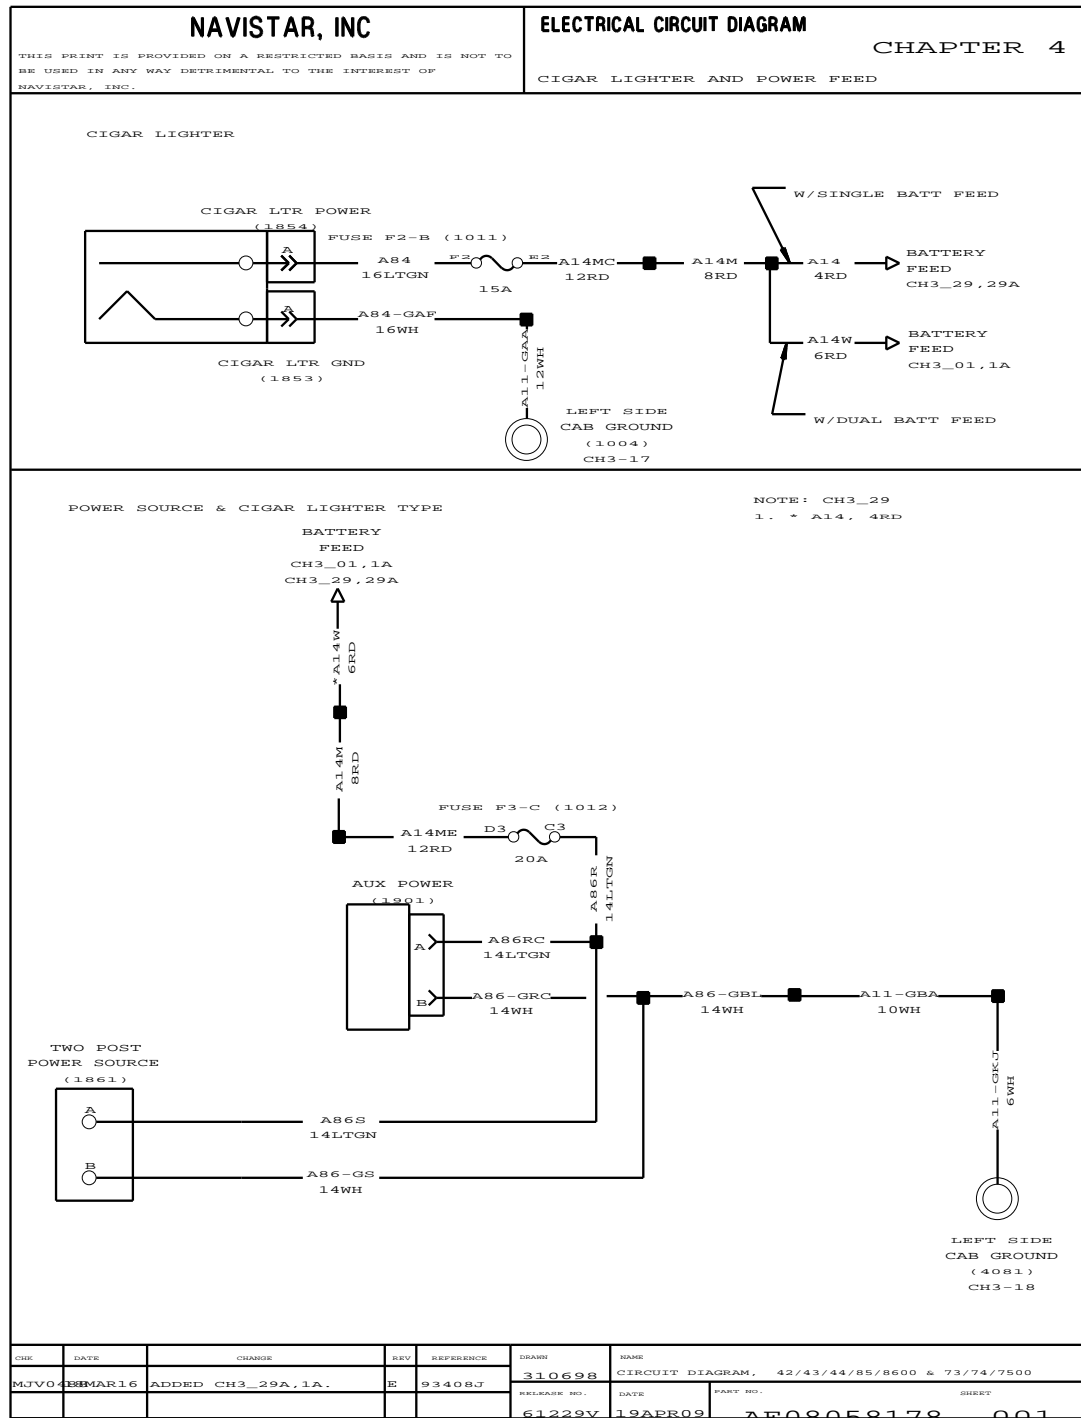 NAVISTAR, INC
THIS PRINT IS PROVIDED ON A RESTRICTED BASIS AND IS NOT TO
BE USED IN ANY WAY DETRIMENTAL TO THE INTEREST OF
NAVISTAR, INC.
ELECTRICAL CIRCUIT DIAGRAM
CHAPTER 4
CIGAR LIGHTER AND POWER FEED
CIGAR LIGHTER
W/SINGLE BATT FEED
CIGAR LTR POWER
(1854)
FUSE F2-B (1011)
A
A84
16LTGN
F2
E2
15A
A14MC
12RD
A14M
8RD
A14
4RD
BATTERY
FEED
CH3_29,29A
A
A84-GAF
16WH
A14W
6RD
BATTERY
FEED
CH3_01,1A
CIGAR LTR GND
(1853)
A11-GAA
12WH
LEFT SIDE
CAB GROUND
(1004)
CH3-17
W/DUAL BATT FEED
POWER SOURCE & CIGAR LIGHTER TYPE
NOTE: CH3_29
1. * A14, 4RD
BATTERY
FEED
CH3_01,1A
CH3_29,29A
*A14W
6RD
A14M
8RD
FUSE F3-C (1012)
A14ME
12RD
D3
C3
20A
A86R
14LTGN
AUX POWER
(1901)
A
A86RC
14LTGN
B
A86-GRC
14WH
A86-GBL
14WH
A11-GBA
10WH
A11-GKJ
6WH
TWO POST
POWER SOURCE
(1861)
A
A86S
14LTGN
B
A86-GS
14WH
LEFT SIDE
CAB GROUND
(4081)
CH3-18
CHK
DATE
CHANGE
REV
REFERENCE
DRAWN
310698
NAME
CIRCUIT DIAGRAM, 42/43/44/85/8600 & 73/74/7500
ADDED CH3_29A,1A.
E
93408J
RELEASE NO.
61229V
DATE
19APR09
PART NO.
AF08058178
SHEET
001